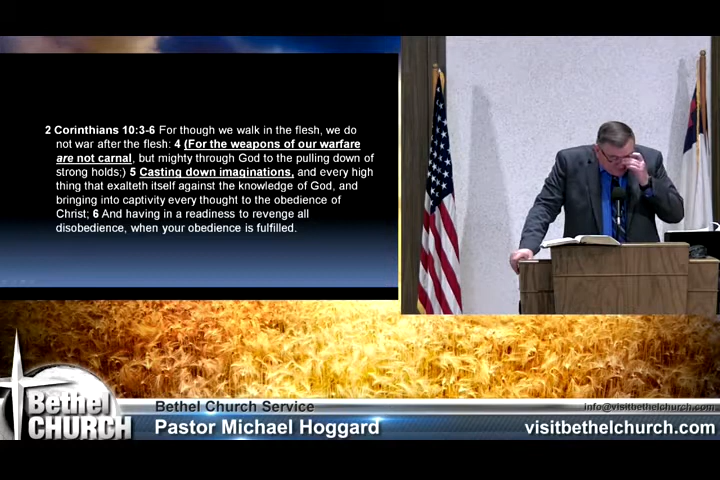 2 Corinthians 10:3-6 For though we walk in the flesh, we do
not war after the flesh: 4 (For the weapons of our warfare
are not carnal, but mighty through God to the pulling down of
strong holds;) 5 Casting down imaginations, and every high
thing that exalteth itself against the knowledge of God, and
bringing into captivity every thought to the obedience of
Christ; 6 And having in a readiness to revenge all
disobedience, when your obedience is fulfilled.
Bethel
CHURCH
Bethel Church Service
info@visitbethelchurch.com
Pastor Michael Hoggard
visitbethelchurch.com